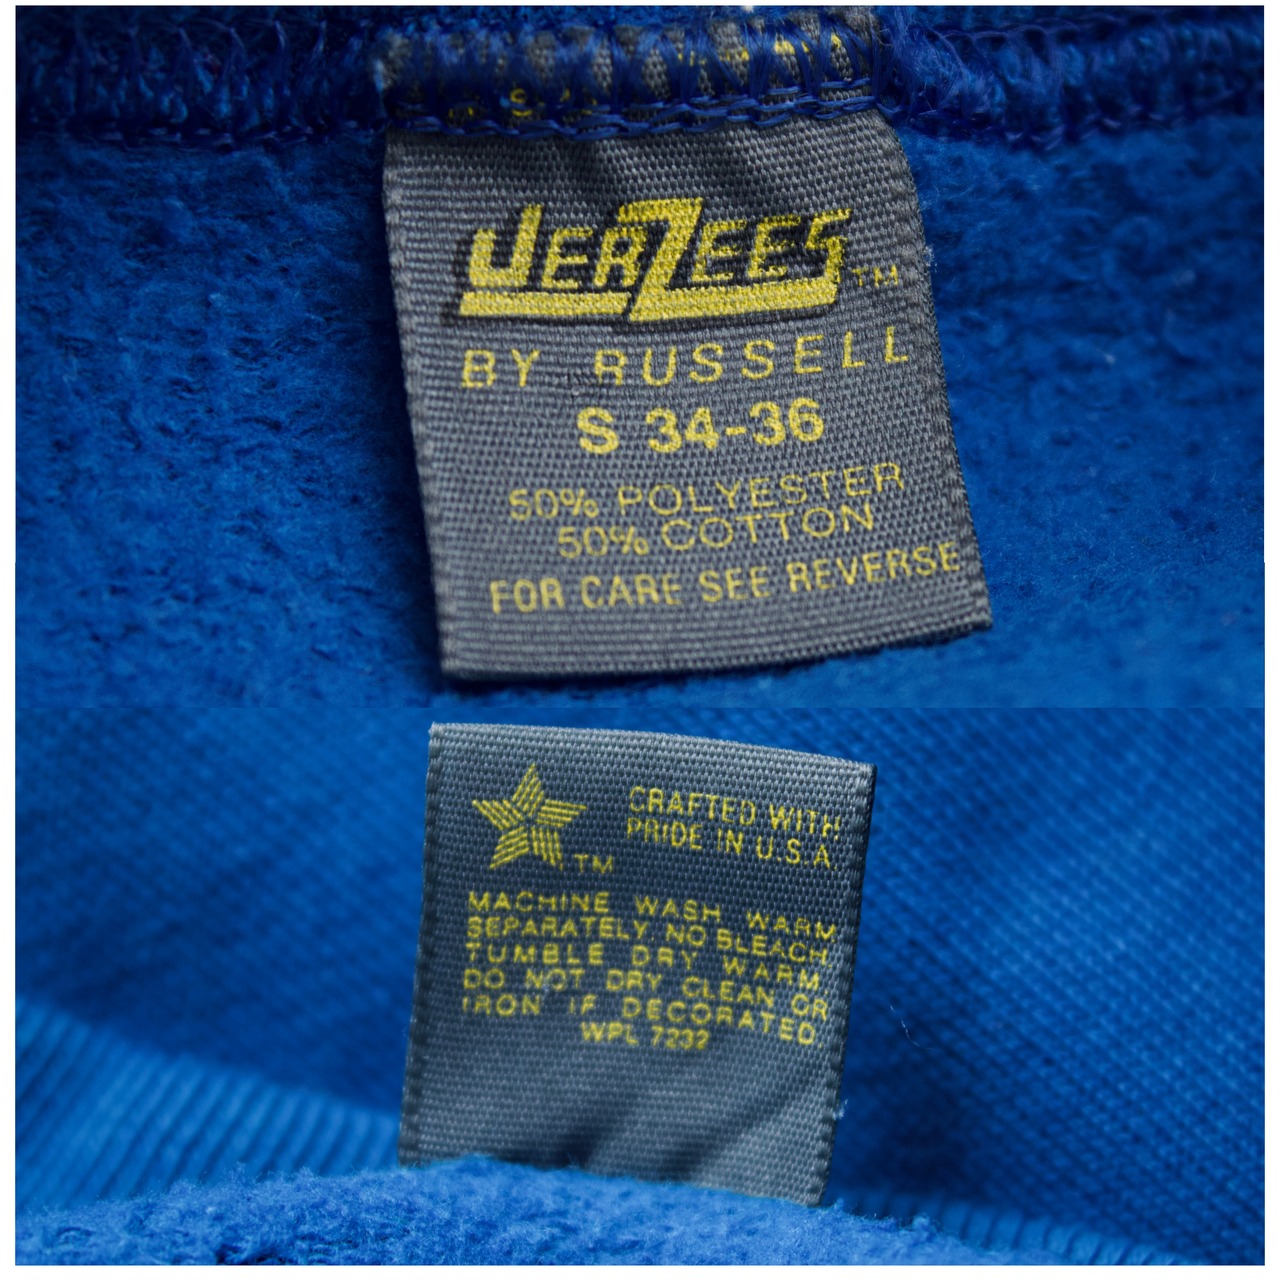 JERZEES TM
BY RUSSELL
S 34-36
50% POLYESTER
50% COTTON
FOR CARE SEE REVERSE
TM
CRAFTED WITH
PRIDE IN U.S.A
MACHINE WASH WARM
SEPARATELY NO BLEACH
TUMBLE DRY WARM
DO NOT DRY CLEAN OR
IRON IF DECORATED
WPL 7232